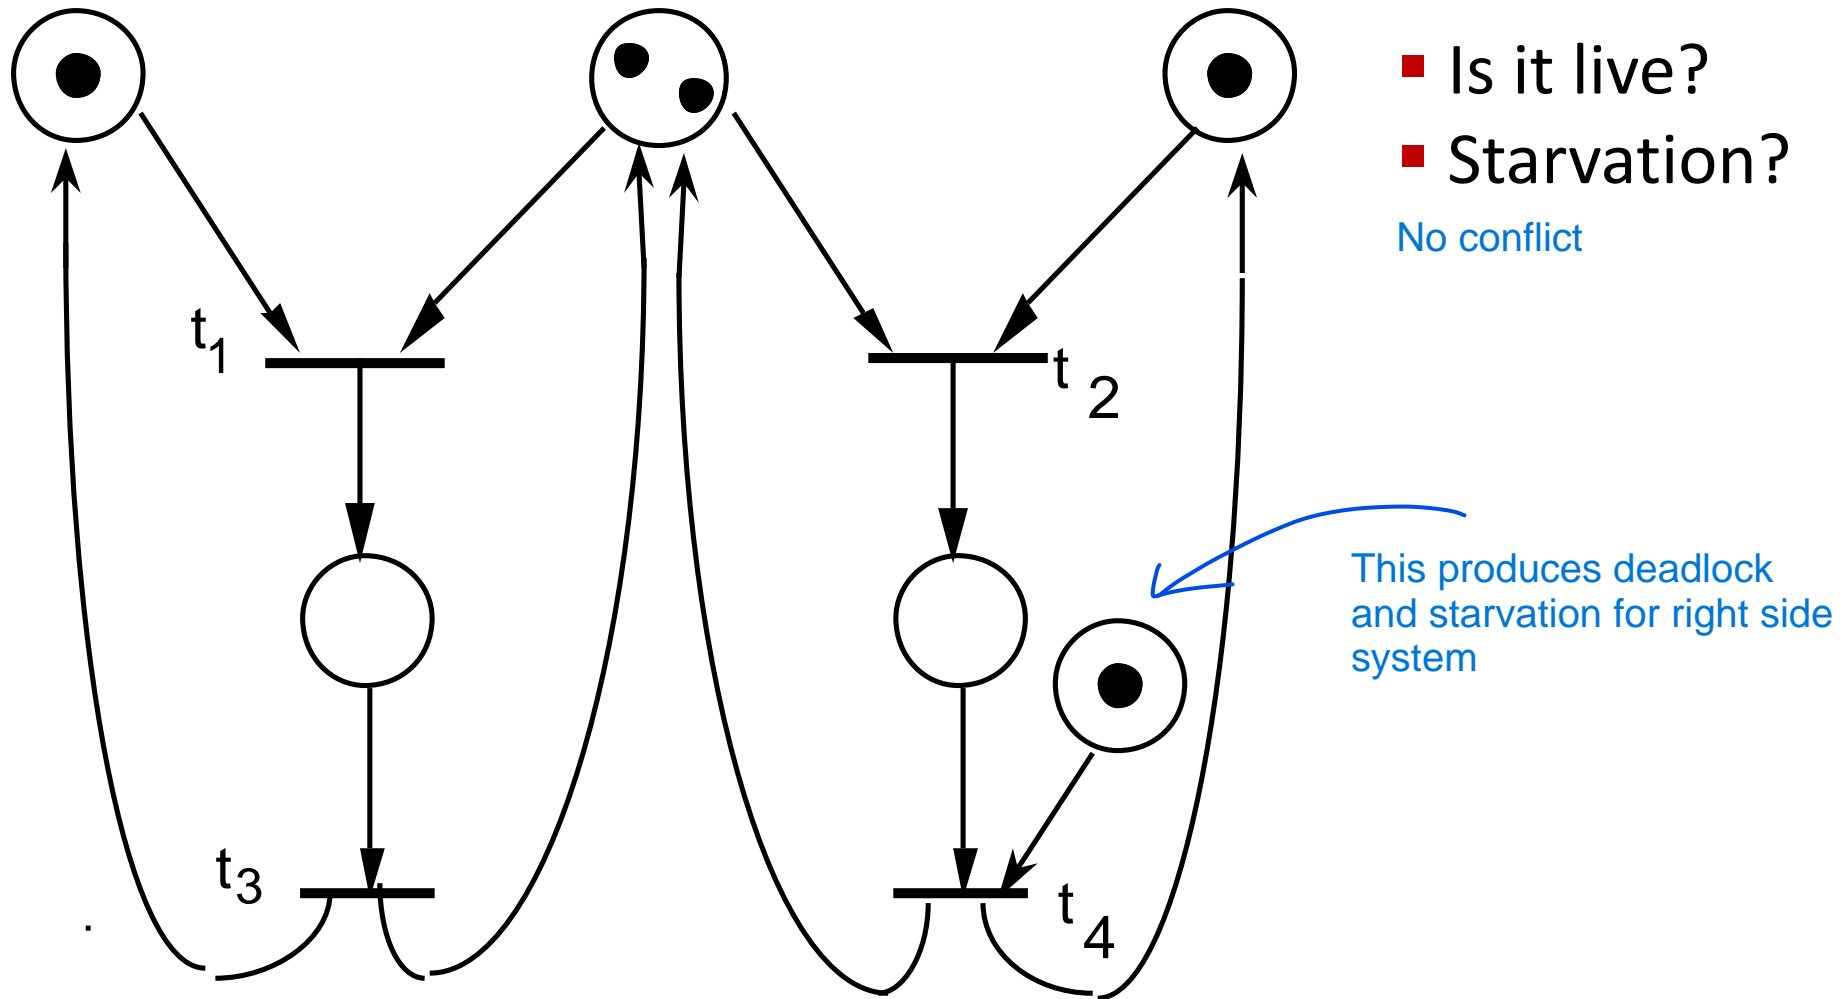 Is it live?
Starvation?
No conflict
t1
t 2
This produces deadlock
and starvation for right side
system
t3
t 4
.